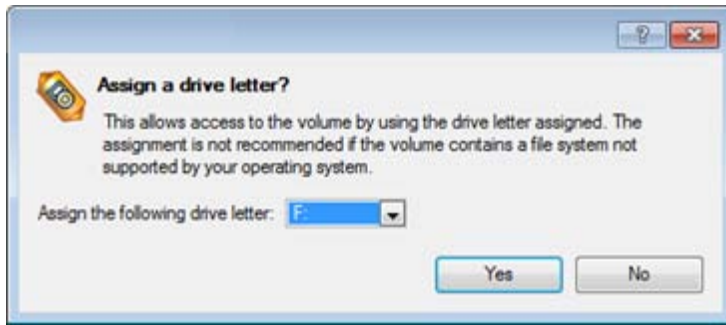 Assign a drive letter?
This allows access to the volume by using the drive letter assigned. The
assignment is not recommended if the volume contains a file system not
supported by your operating system.
Assign the following drive letter: F:
Yes No